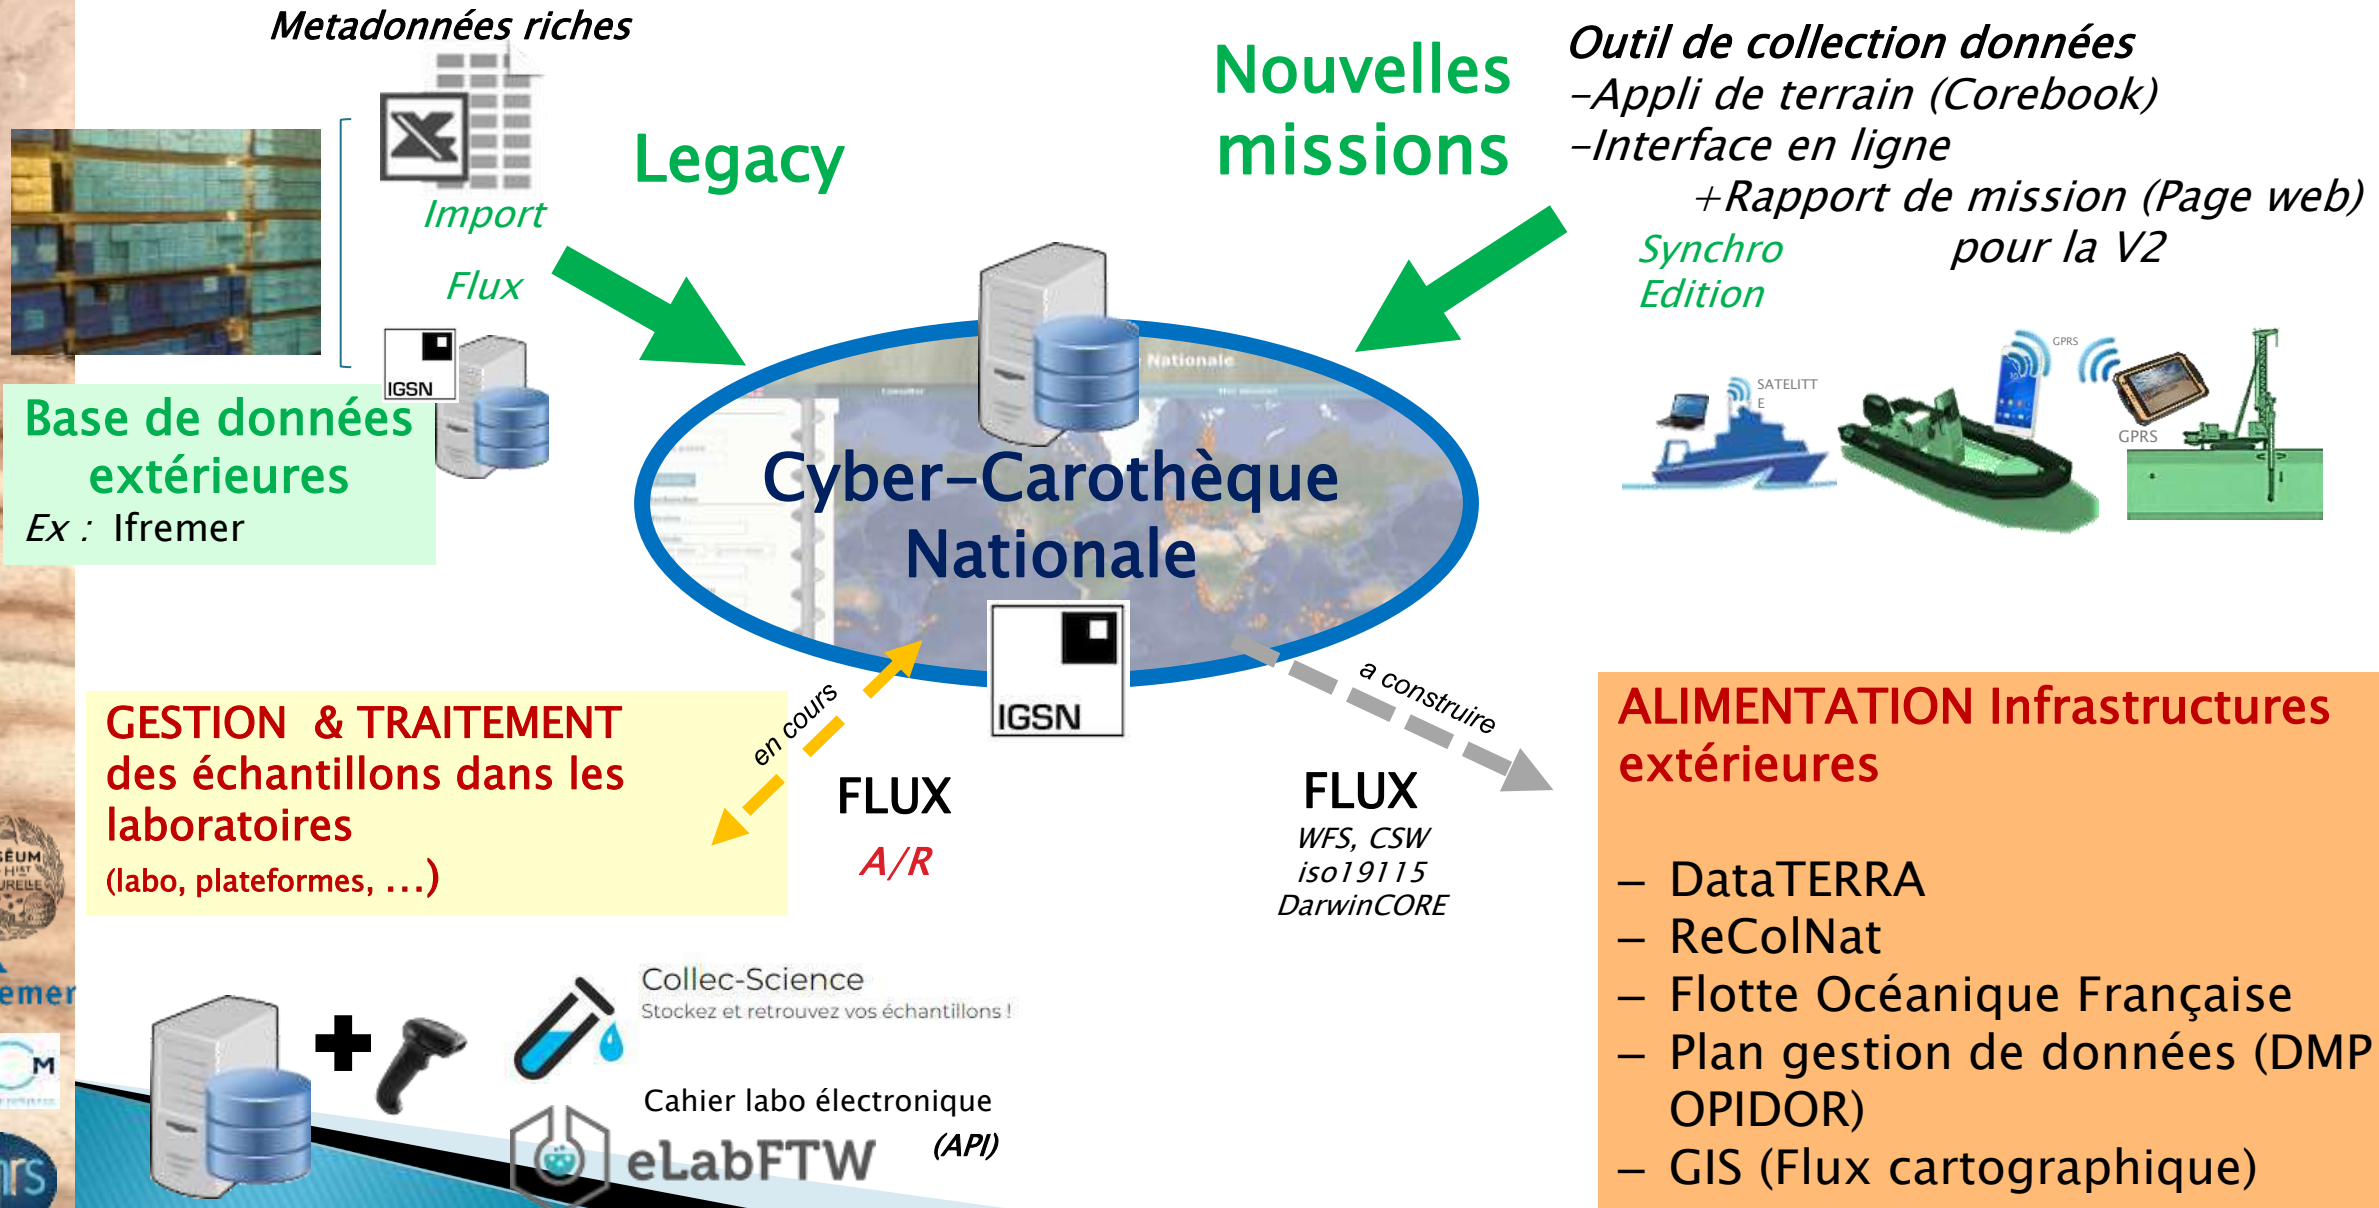 Metadonnées riches
Import
Flux
IGSN
Base de données
extérieures
Ex : Ifremer
Legacy
Nouvelles
missions
Outil de collection données
-Appli de terrain (Corebook)
-Interface en ligne
+Rapport de mission (Page web)
pour la V2
Synchro
Edition
SATELITT
E
GPRS
GPRS
Nationale
Cyber-Carothèque
Nationale
IGSN
GESTION & TRAITEMENT
des échantillons dans les
laboratoires
(labo, plateformes, ...)
en cours
FLUX
A/R
a construire
FLUX
WFS, CSW
iso19115
DarwinCORE
ALIMENTATION Infrastructures
extérieures
– DataTERRA
– ReColNat
– Flotte Océanique Française
– Plan gestion de données (DMP
OPIDOR)
– GIS (Flux cartographique)
Collec-Science
Stockez et retrouvez vos échantillons !
Cahier labo électronique
(API)
eLabFTW